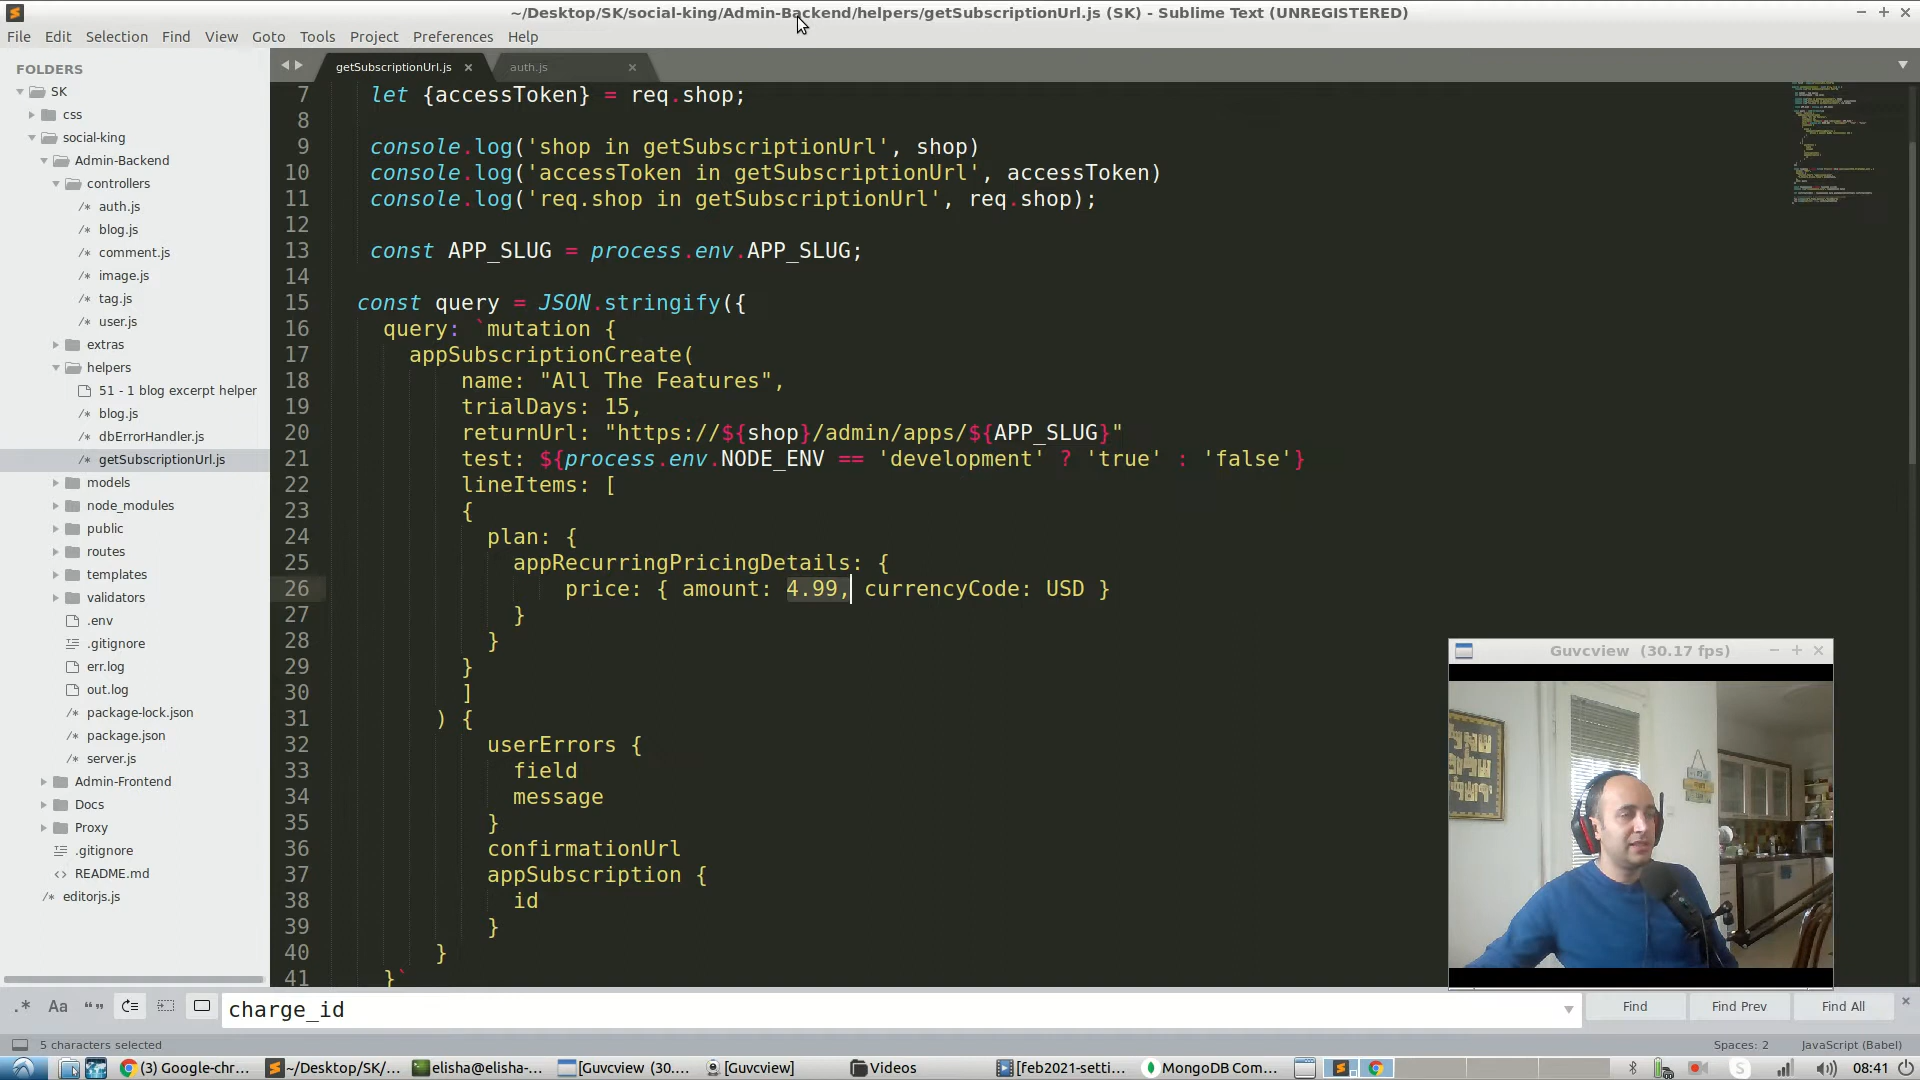 ~/Desktop/SK/social-king/Admin-Backend/helpers/getSubscriptionUrl.js (SK) - Sublime Text (UNREGISTERED)
File Edit Selection Find View Goto Tools Project Preferences Help
FOLDERS
SK
css
social-king
Admin-Backend
controllers
/* auth.js
/* blog.js
/* comment.js
/* image.js
/* tag.js
/* user.js
extras
helpers
51 - 1 blog excerpt helper
/* blog.js
/* dbErrorHandler.js
/* getSubscriptionUrl.js
models
node_modules
public
routes
templates
validators
.env
.gitignore
err.log
out.log
/* package-lock.json
/* package.json
/* server.js
Admin-Frontend
Docs
Proxy
.gitignore
<> README.md
/* editorjs.js
getSubscriptionUrl.js × auth.js ×
7 let {accessToken} = req.shop;
8
9 console.log('shop in getSubscriptionUrl', shop)
10 console.log('accessToken in getSubscriptionUrl', accessToken)
11 console.log('req.shop in getSubscriptionUrl', req.shop);
12
13 const APP_SLUG = process.env.APP_SLUG;
14
15 const query = JSON.stringify({
16 query: `mutation {
17 appSubscriptionCreate(
18 name: "All The Features",
19 trialDays: 15,
20 returnUrl: "https://${shop}/admin/apps/${APP_SLUG}"
21 test: ${process.env.NODE_ENV == 'development' ? 'true' : 'false'}
22 lineItems: [
23 {
24 plan: {
25 appRecurringPricingDetails: {
26 price: { amount: 4.99, currencyCode: USD }
27 }
28 }
29 }
30 ]
31 ) {
32 userErrors {
33 field
34 message
35 }
36 confirmationUrl
37 appSubscription {
38 id
39 }
40 }
41 }`
Guvcview (30.17 fps)
.* Aa “” charge_id Find Find Prev Find All
5 characters selected Spaces: 2 JavaScript (Babel)
(3) Google-chr... ~/Desktop/SK/... elisha@elisha-... [Guvcview (30.... [Guvcview] Videos [feb2021-setti... MongoDB Com... 08:41